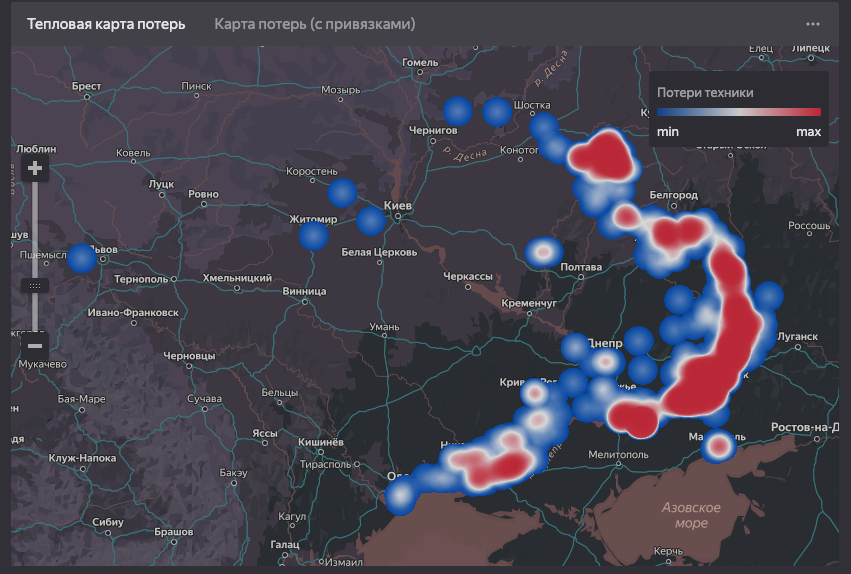 Тепловая карта потерь
Карта потерь (с привязками)
Потери техники
min
max
Елец
Липецк
Гомель
р. Десна
Брест
Пинск
Мозырь
Шостка
Чернигов
р. Десна
Конотоп
Люблин
Ковель
Коростень
Луцк
Ровно
Белгород
Киев
Житомир
Россошь
Пшемысль
Львов
Белая Церковь
Тернополь
Хмельницкий
Полтава
Черкассы
Винница
Кременчуг
Ивано-Франковск
Умань
Днепр
Луганск
Черновцы
Мукачево
Бельцы
Бая-Маре
Сучава
Яссы
Кишинёв
Ростов-на-Д
Клуж-Напока
Тирасполь
Мелитополь
Бакэу
Азовское
море
Сибиу
Кагул
Брашов
Галац
Измаил
Керчь